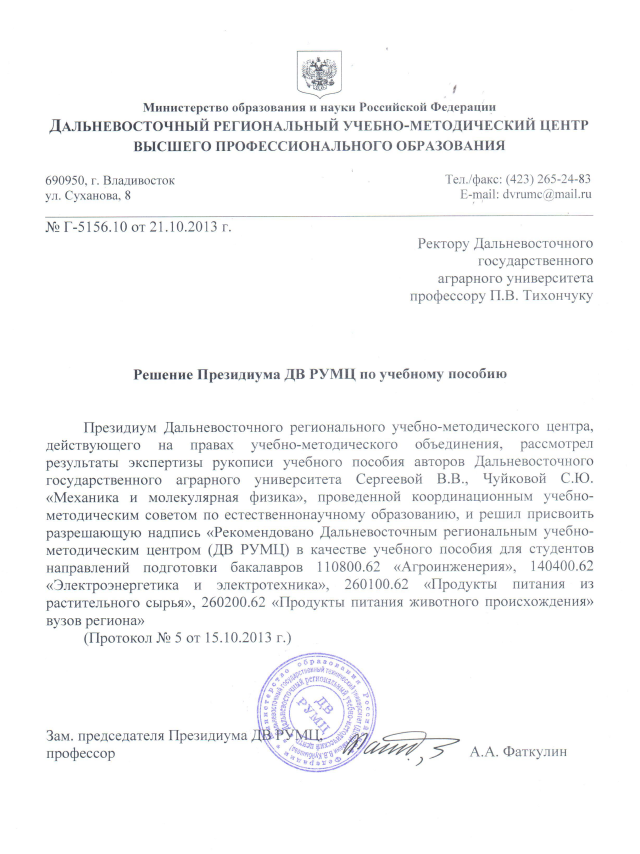 Министерство образования и науки Российской Федерации
ДАЛЬНЕВОСТОЧНЫЙ РЕГИОНАЛЬНЫЙ УЧЕБНО-МЕТОДИЧЕСКИЙ ЦЕНТР
ВЫСШЕГО ПРОФЕССИОНАЛЬНОГО ОБРАЗОВАНИЯ
690950, г. Владивосток Тел./факс: (423) 265-24-83
ул. Суханова, 8 E-mail: dvrumc@mail.ru
№ Г-5156.10 от 21.10.2013 г.
Ректору Дальневосточного
государственного
аграрного университета
профессору П.В. Тихончуку
Решение Президиума ДВ РУМЦ по учебному пособию
Президиум Дальневосточного регионального учебно-методического центра,
действующего на правах учебно-методического объединения, рассмотрел
результаты экспертизы рукописи учебного пособия авторов Дальневосточного
государственного аграрного университета Сергеевой В.В., Чуйковой С.Ю.
«Механика и молекулярная физика», проведенной координационным учебно-
методическим советом по естественнонаучному образованию, и решил присвоить
разрешающую надпись «Рекомендовано Дальневосточным региональным учебно-
методическим центром (ДВ РУМЦ) в качестве учебного пособия для студентов
направлений подготовки бакалавров 110800.62 «Агроинженерия», 140400.62
«Электроэнергетика и электротехника», 260100.62 «Продукты питания из
растительного сырья», 260200.62 «Продукты питания животного происхождения»
вузов региона»
(Протокол № 5 от 15.10.2013 г.)
ДВ
РУМЦ
Зам. председателя Президиума ДВ РУМЦ,
профессор А.А. Фаткулин